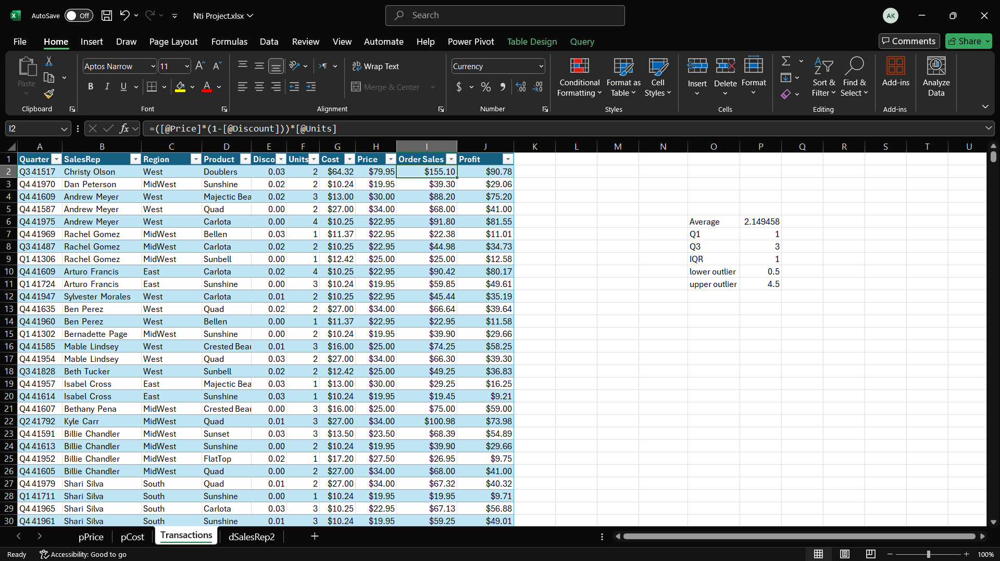 AutoSave Off Nti Project.xlsx Search AK
File Home Insert Draw Page Layout Formulas Data Review View Automate Help Power Pivot Table Design Query Comments Share
Paste Aptos Narrow 11 Wrap Text Currency Conditional Formatting Format as Table Cell Styles Insert Delete Format Sort & Filter Find & Select Add-ins Analyze Data
B I U Merge & Center $ %
Clipboard Font Alignment Number Styles Cells Editing Add-ins
I2 fx =([@Price]*(1-[@Discount]))*[@Units]
A B C D E F G H I J K L M N O P Q R S T U
1 Quarter SalesRep Region Product Disco Units Cost Price Order Sales Profit
2 Q3 41517 Christy Olson West Doublers 0.03 2 $64.32 $79.95 $155.10 $90.78
3 Q4 41970 Dan Peterson MidWest Sunshine 0.02 2 $10.24 $19.95 $39.30 $29.06
4 Q4 41609 Andrew Meyer West Majectic Bea 0.02 3 $13.00 $30.00 $88.20 $75.20
5 Q4 41587 Andrew Meyer West Quad 0.00 2 $27.00 $34.00 $68.00 $41.00
6 Q4 41975 Andrew Meyer West Carlota 0.00 4 $10.25 $22.95 $91.80 $81.55 Average 2.149458
7 Q4 41969 Rachel Gomez MidWest Bellen 0.03 1 $11.37 $22.95 $22.38 $11.01 Q1 1
8 Q3 41487 Rachel Gomez MidWest Carlota 0.02 2 $10.25 $22.95 $44.98 $34.73 Q3 3
9 Q1 41306 Rachel Gomez MidWest Sunbell 0.00 1 $12.42 $25.00 $25.00 $12.58 IQR 1
10 Q4 41609 Arturo Francis East Carlota 0.02 4 $10.25 $22.95 $90.42 $80.17 lower outlier 0.5
11 Q1 41724 Arturo Francis East Sunshine 0.00 3 $10.24 $19.95 $59.85 $49.61 upper outlier 4.5
12 Q4 41947 Sylvester Morales West Carlota 0.01 2 $10.25 $22.95 $45.44 $35.19
13 Q4 41635 Ben Perez West Quad 0.02 2 $27.00 $34.00 $66.64 $39.64
14 Q4 41960 Ben Perez West Bellen 0.00 1 $11.37 $22.95 $22.95 $11.58
15 Q1 41302 Bernadette Page MidWest Sunshine 0.00 2 $10.24 $19.95 $39.90 $29.66
16 Q4 41585 Mable Lindsey West Crested Beau 0.01 3 $16.00 $25.00 $74.25 $58.25
17 Q4 41954 Mable Lindsey West Quad 0.03 2 $27.00 $34.00 $66.30 $39.30
18 Q3 41828 Beth Tucker West Sunbell 0.02 2 $12.42 $25.00 $49.25 $36.83
19 Q4 41957 Isabel Cross East Majectic Bea 0.03 1 $13.00 $30.00 $29.25 $16.25
20 Q4 41614 Isabel Cross East Sunshine 0.03 1 $10.24 $19.95 $19.45 $9.21
21 Q4 41607 Bethany Pena MidWest Crested Beau 0.00 3 $16.00 $25.00 $75.00 $59.00
22 Q2 41792 Kyle Carr MidWest Quad 0.01 3 $27.00 $34.00 $100.98 $73.98
23 Q4 41591 Billie Chandler MidWest Sunset 0.03 3 $13.50 $23.50 $68.39 $54.89
24 Q4 41613 Billie Chandler MidWest Sunshine 0.00 2 $10.24 $19.95 $39.90 $29.66
25 Q4 41952 Billie Chandler MidWest FlatTop 0.02 1 $17.20 $27.50 $26.95 $9.75
26 Q4 41605 Billie Chandler MidWest Quad 0.00 2 $27.00 $34.00 $68.00 $41.00
27 Q4 41979 Shari Silva South Quad 0.01 2 $27.00 $34.00 $67.32 $40.32
28 Q1 41711 Shari Silva South Sunshine 0.00 1 $10.24 $19.95 $19.95 $9.71
29 Q4 41965 Shari Silva South Carlota 0.03 3 $10.25 $22.95 $67.13 $56.88
30 Q4 41961 Shari Silva South Sunshine 0.01 3 $10.24 $19.95 $59.25 $49.01
pPrice pCost Transactions dSalesRep2
Ready Accessibility: Good to go 100%